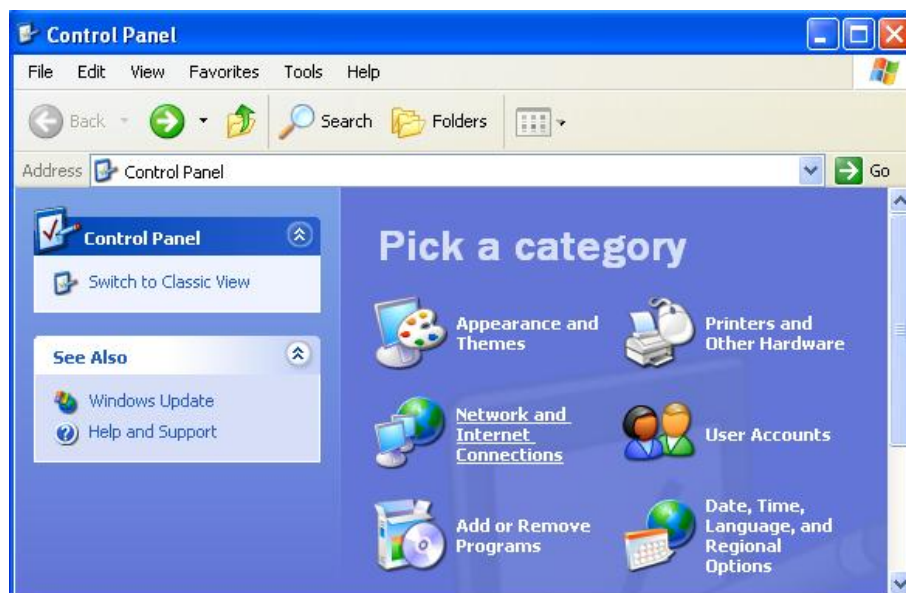 Control Panel
File Edit View Favorites Tools Help
Back Search Folders
Address Control Panel Go
Control Panel
Switch to Classic View
See Also
Windows Update
Help and Support
Pick a category
Appearance and
Themes
Printers and
Other Hardware
Network and
Internet
Connections
User Accounts
Add or Remove
Programs
Date, Time,
Language, and
Regional
Options